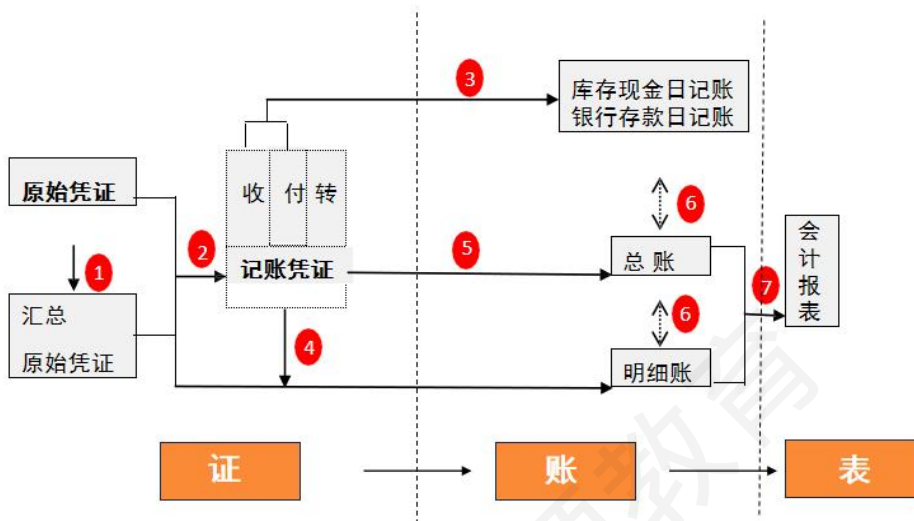 3
库存现金日记账
银行存款日记账
原始凭证
收 付 转
6
2
记账凭证
5
总 账
会
计
报
表
1
7
汇总
原始凭证
4
6
明细账
证
账
表
教育